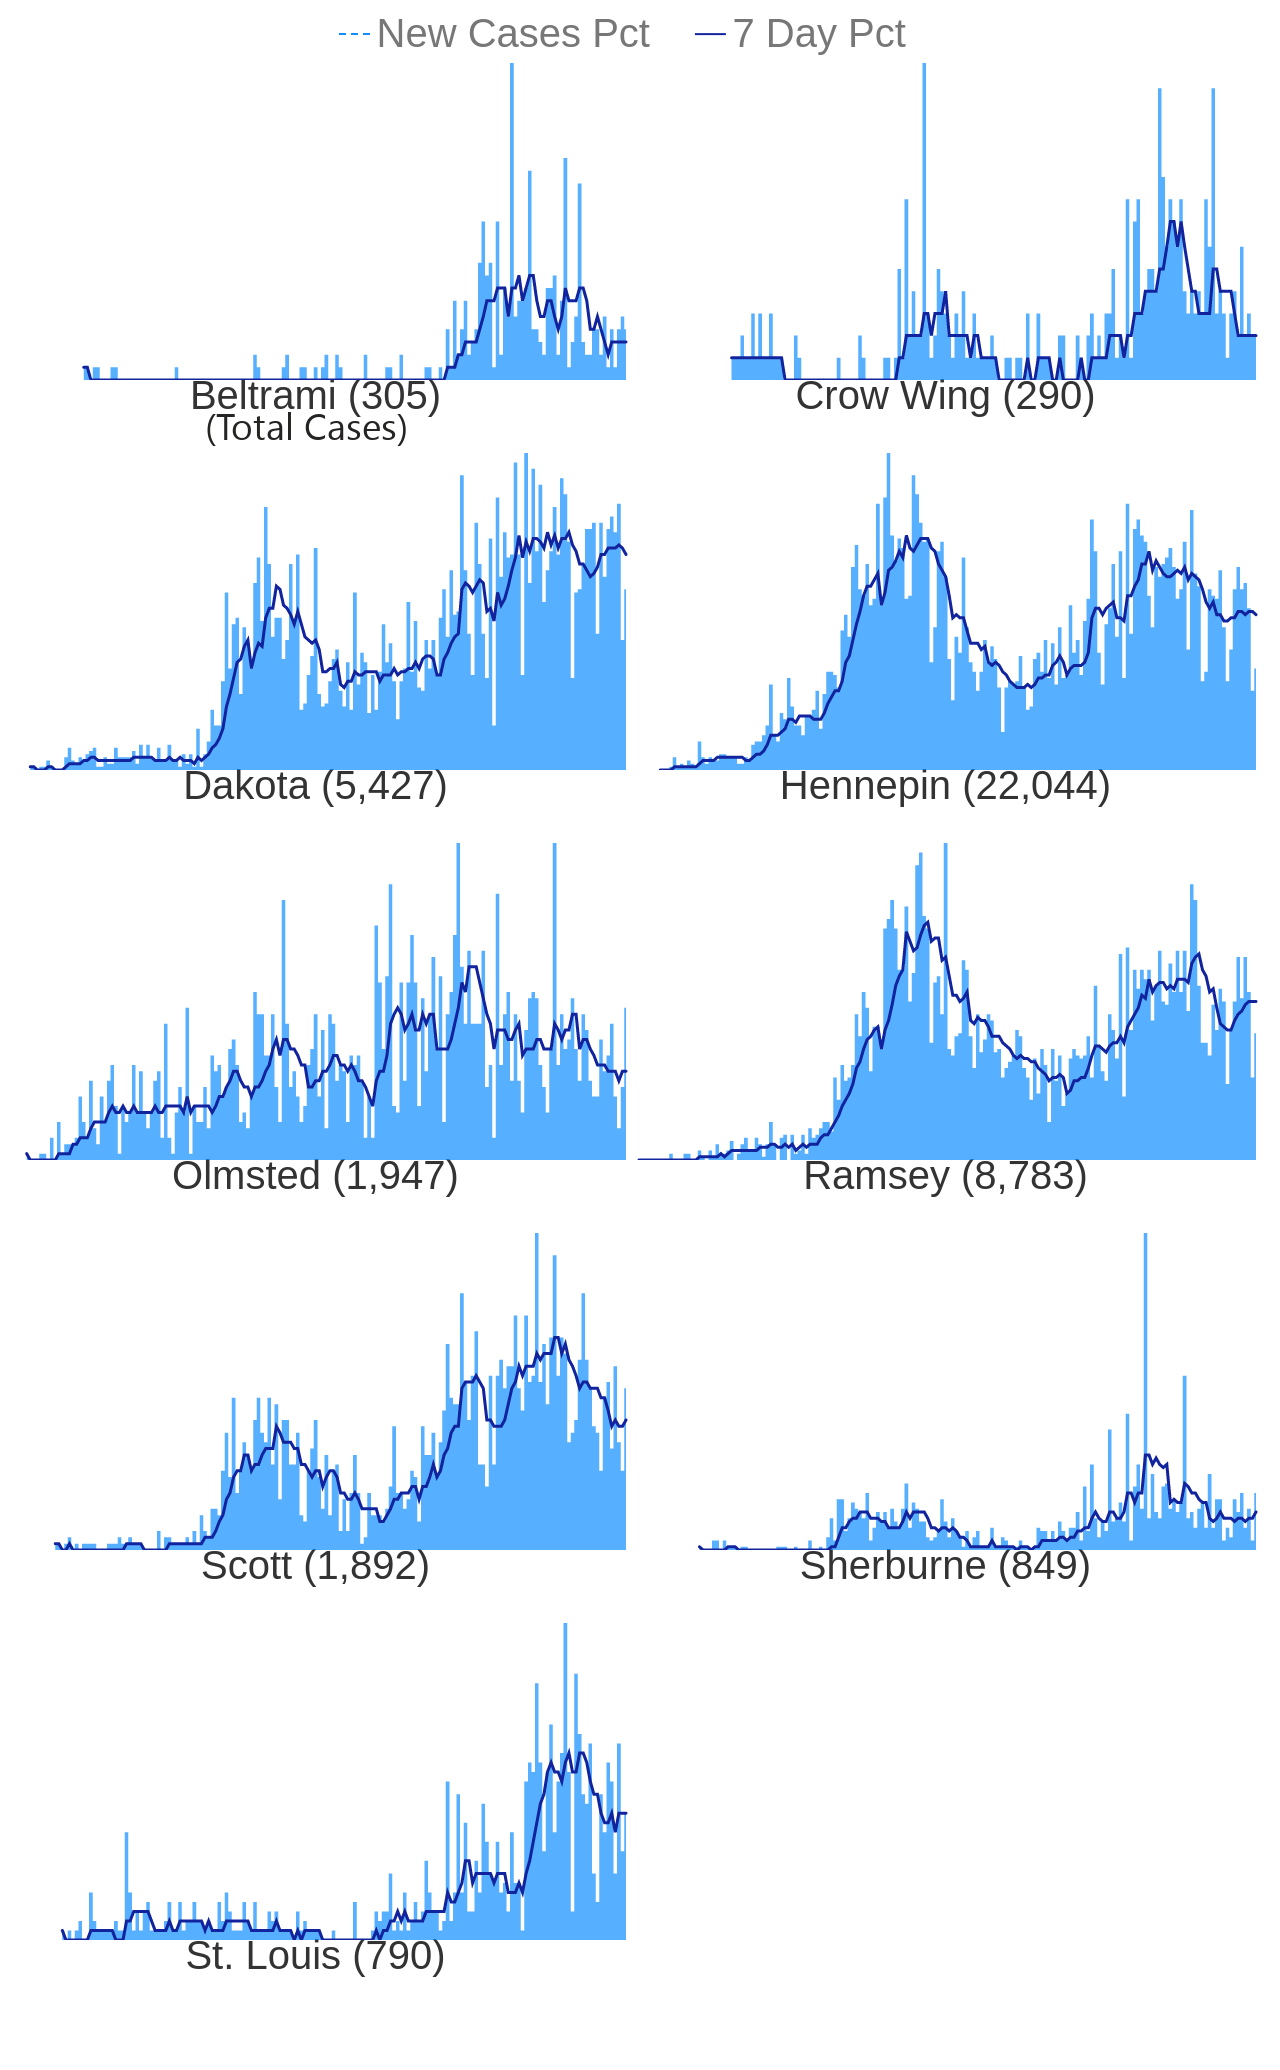 New Cases Pct 7 Day Pct
Beltrami (305) Crow Wing (290)
(Total Cases)
Dakota (5,427) Hennepin (22,044)
Olmsted (1,947) Ramsey (8,783)
Scott (1,892) Sherburne (849)
St. Louis (790)